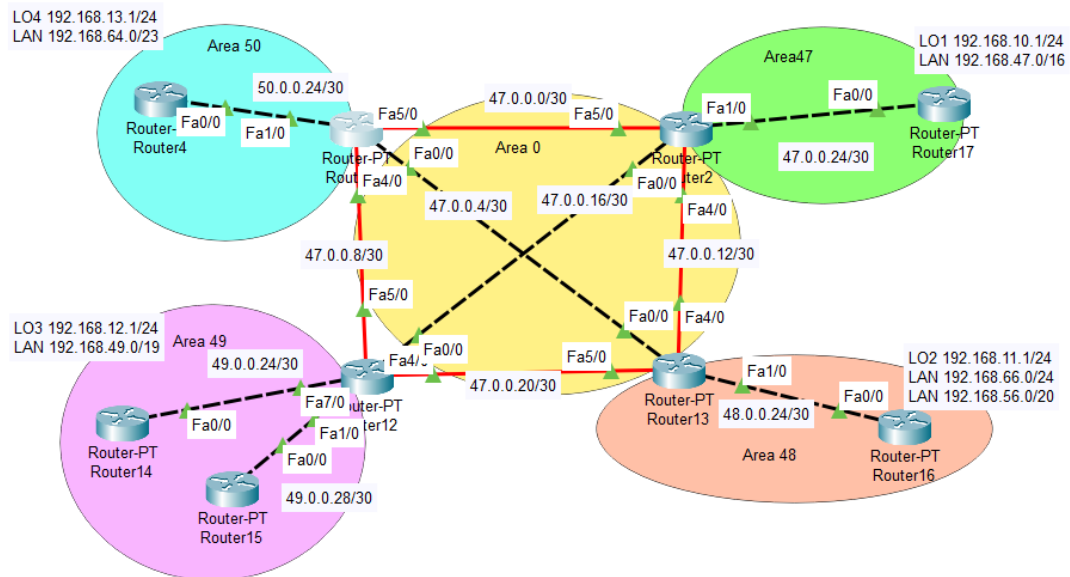 LO4 192.168.13.1/24
LAN 192.168.64.0/23
Area 50
50.0.0.24/30
Fa0/0
Fa1/0
Router-
Router4
Router-PT
Fa5/0
Fa0/0
Fa4/0
47.0.0.0/30
Area 0
Fa5/0
Router-PT
Fa0/0
Fa4/0
47.0.0.4/30
47.0.0.16/30
47.0.0.8/30
47.0.0.12/30
Area47
LO1 192.168.10.1/24
LAN 192.168.47.0/16
Fa1/0
Fa0/0
47.0.0.24/30
Router-PT
Router17
LO3 192.168.12.1/24
LAN 192.168.49.0/19
Area 49
49.0.0.24/30
Fa5/0
Fa0/0
Fa4/
Fa7/0
Fa1/0
Fa0/0
Router-PT
Router14
Fa0/0
Router-PT
Router15
49.0.0.28/30
47.0.0.20/30
Fa0/0
Fa4/0
Fa5/0
Router-PT
Router13
Fa1/0
48.0.0.24/30
Fa0/0
Router-PT
Router16
Area 48
LO2 192.168.11.1/24
LAN 192.168.66.0/24
LAN 192.168.56.0/20